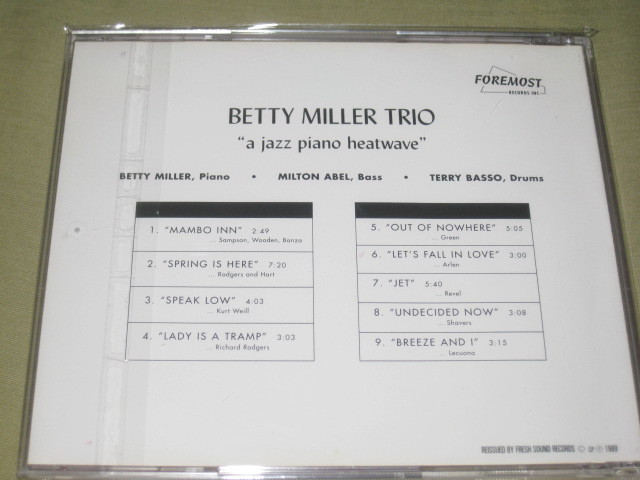 FOREMOST
RECORDS INC.
BETTY MILLER TRIO
“a jazz piano heatwave”
BETTY MILLER, Piano • MILTON ABEL, Bass • TERRY BASSO, Drums
1. “MAMBO INN” 2:49
... Sampson, Wooden, Banza
2. “SPRING IS HERE” 7:20
... Rodgers and Hart
3. “SPEAK LOW” 4:03
... Kurt Weill
4. “LADY IS A TRAMP” 3:03
... Richard Rodgers
5. “OUT OF NOWHERE” 5:05
... Green
6. “LET'S FALL IN LOVE” 3:00
... Arlen
7. “JET” 5:40
... Revel
8. “UNDECIDED NOW” 3:08
... Shavers
9. “BREEZE AND I” 3:15
... Lecuona
REISSUED BY FRESH SOUND RECORDS © or ℗ 1999